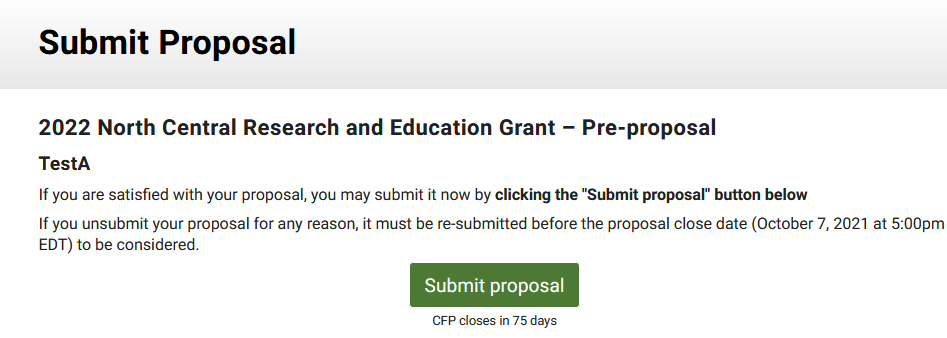 Submit Proposal
2022 North Central Research and Education Grant – Pre-proposal
TestA
If you are satisfied with your proposal, you may submit it now by clicking the "Submit proposal" button below
If you unsubmit your proposal for any reason, it must be re-submitted before the proposal close date (October 7, 2021 at 5:00pm
EDT) to be considered.
Submit proposal
CFP closes in 75 days